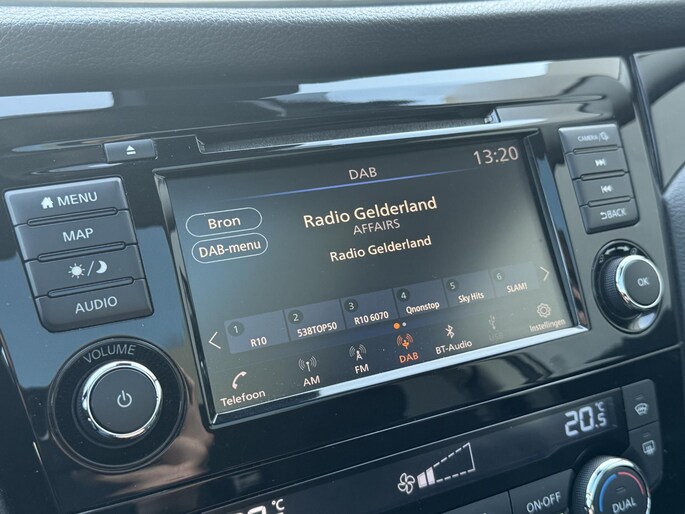 DAB
13:20
Bron
DAB-menu
Radio Gelderland
AFFAIRS
Radio Gelderland
1 R10
2 538TOP50
3 R10 6070
4 Qnonstop
5 Sky Hits
6 SLAM!
Telefoon
AM
FM
DAB
BT-Audio
USB
Instellingen
MENU
MAP
AUDIO
VOLUME
CAMERA
BACK
OK
20.5°C
°C
ON·OFF
DUAL